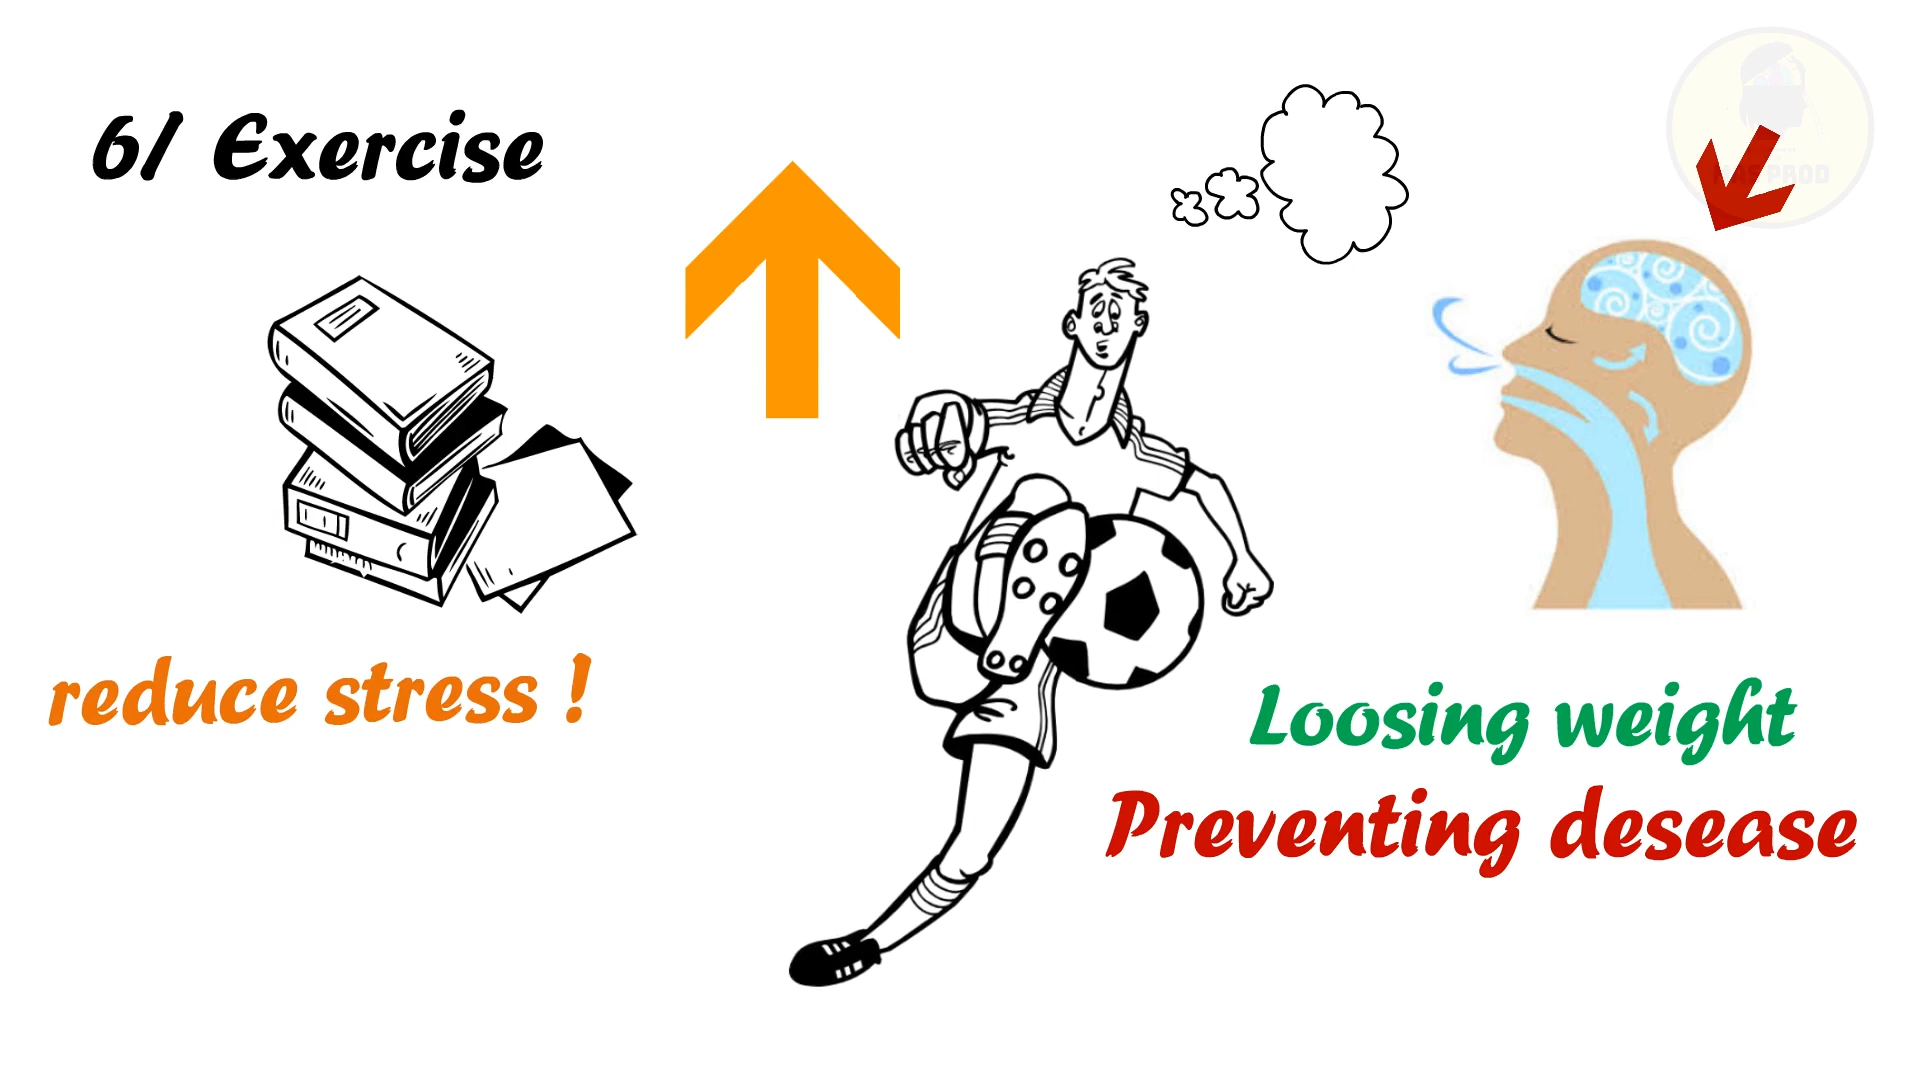 6/ Exercise
reduce stress !
Loosing weight
Preventing desease